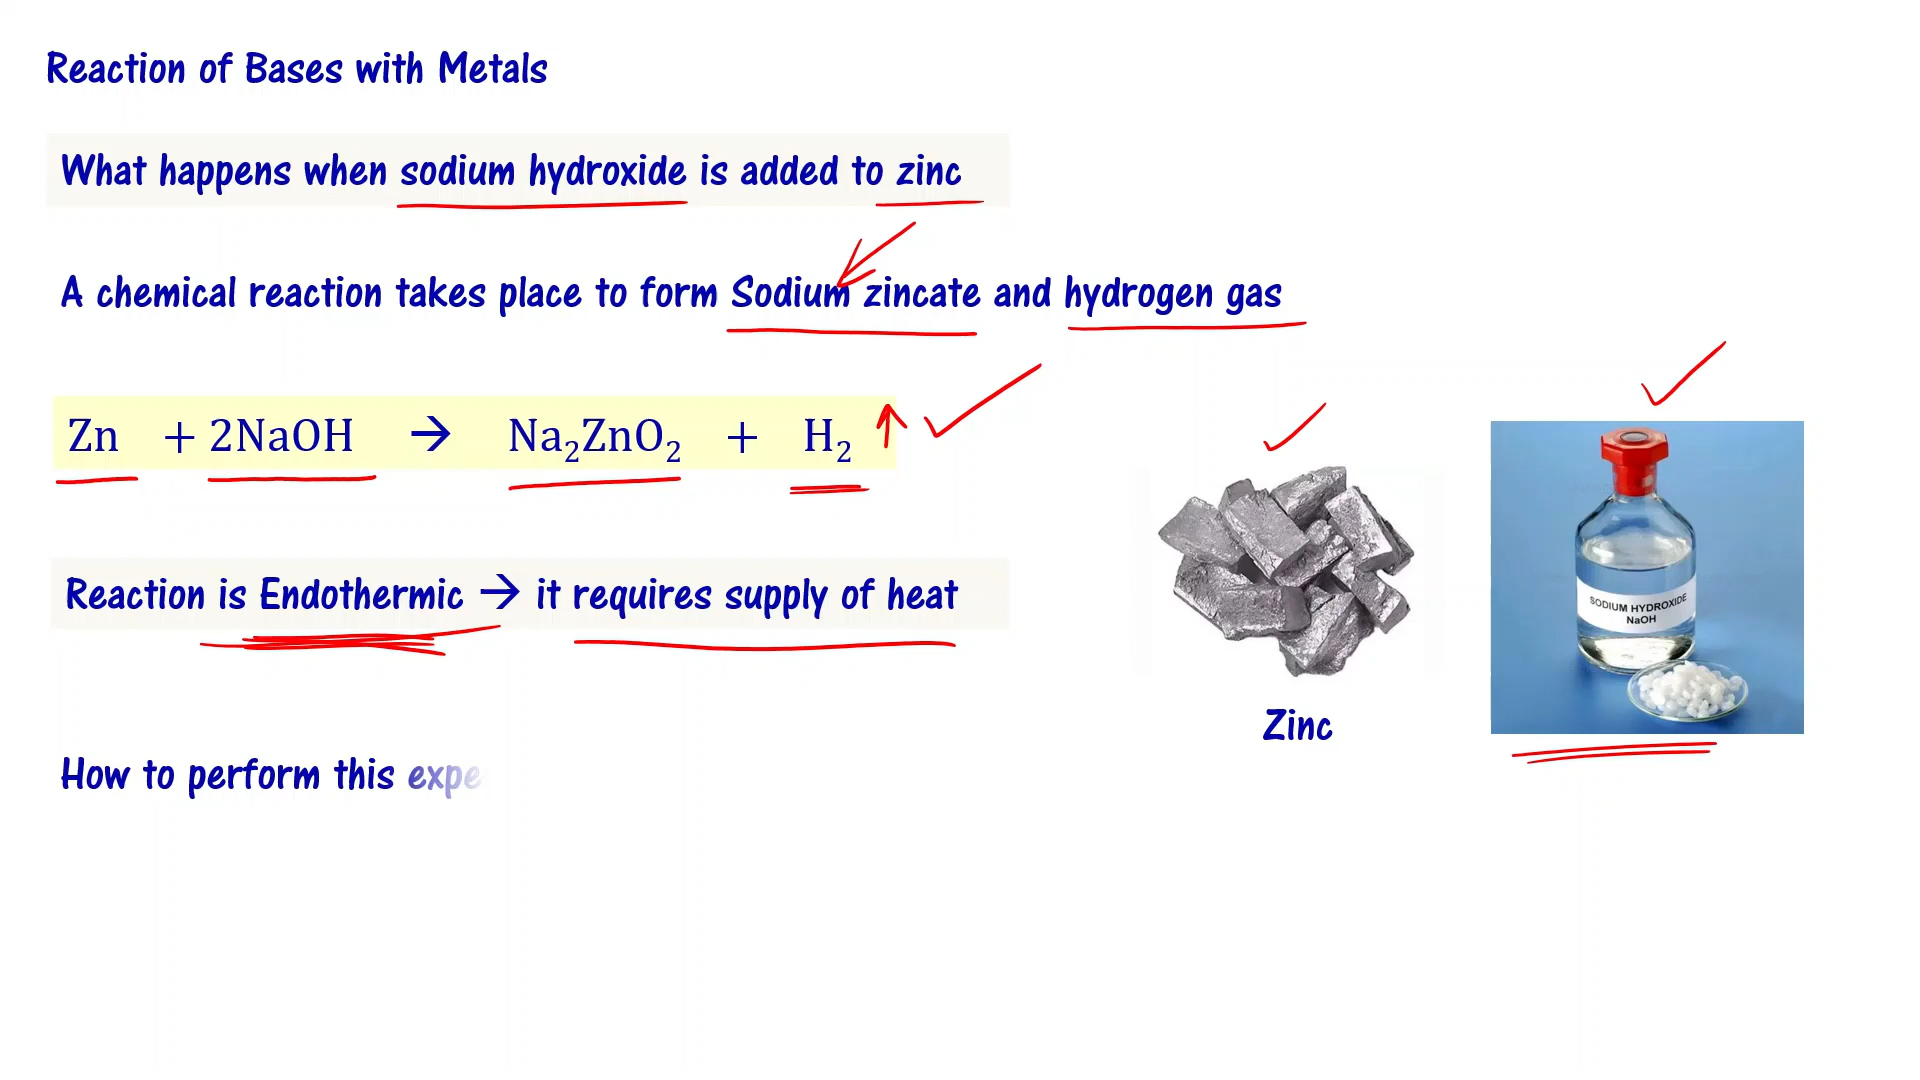 Reaction of Bases with Metals
What happens when sodium hydroxide is added to zinc
A chemical reaction takes place to form Sodium zincate and hydrogen gas
Zn + 2NaOH → Na₂ZnO₂ + H₂ ↑
Reaction is Endothermic → it requires supply of heat
SODIUM HYDROXIDE
NaOH
Zinc
How to perform this expe